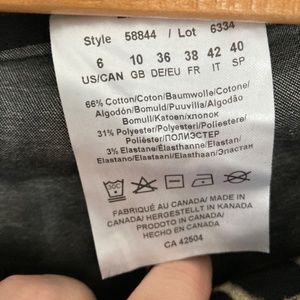 Style 58844 / Lot 6334
6 10 36 38 42 40
US/CAN GB DE/EU FR IT SP
66% Cotton/Coton/Baumwolle/Cotone/
Algodón/Bomuld/Puuvilla/Algodão/
Bomull/Katoen/хлопок
31% Polyester/Polyesteri/Poliestere/
Poliéster/ПОЛИЭСТЕР
3% Elastane/Élasthanne/Elastan/
Elastano/Elastaani/Elasthaan/Эластан
FABRIQUÉ AU CANADA / MADE IN
CANADA/ HERGESTELLT IN KANADA
PRODOTTO IN CANADA
HECHO EN CANADA
CA 42504